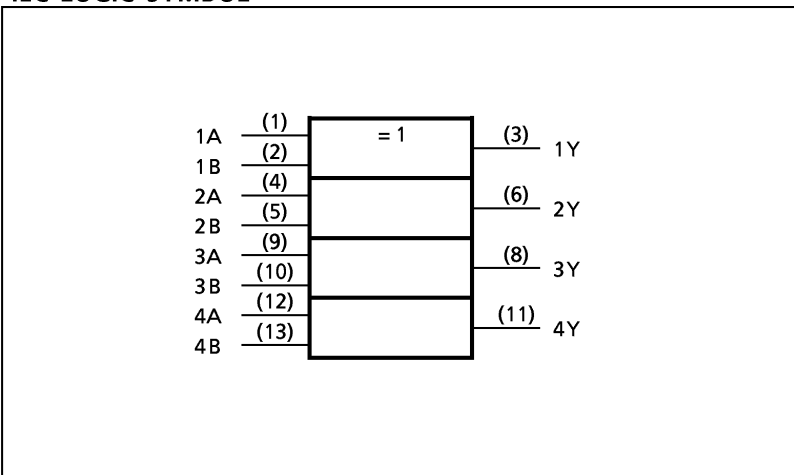 IEC LOGIC SYMBOL
(1)
1A = 1 (3) 1Y
(2)
1B
(4)
2A (6) 2Y
(5)
2B
(9)
3A (8) 3Y
(10)
3B
(12)
4A (11) 4Y
(13)
4B